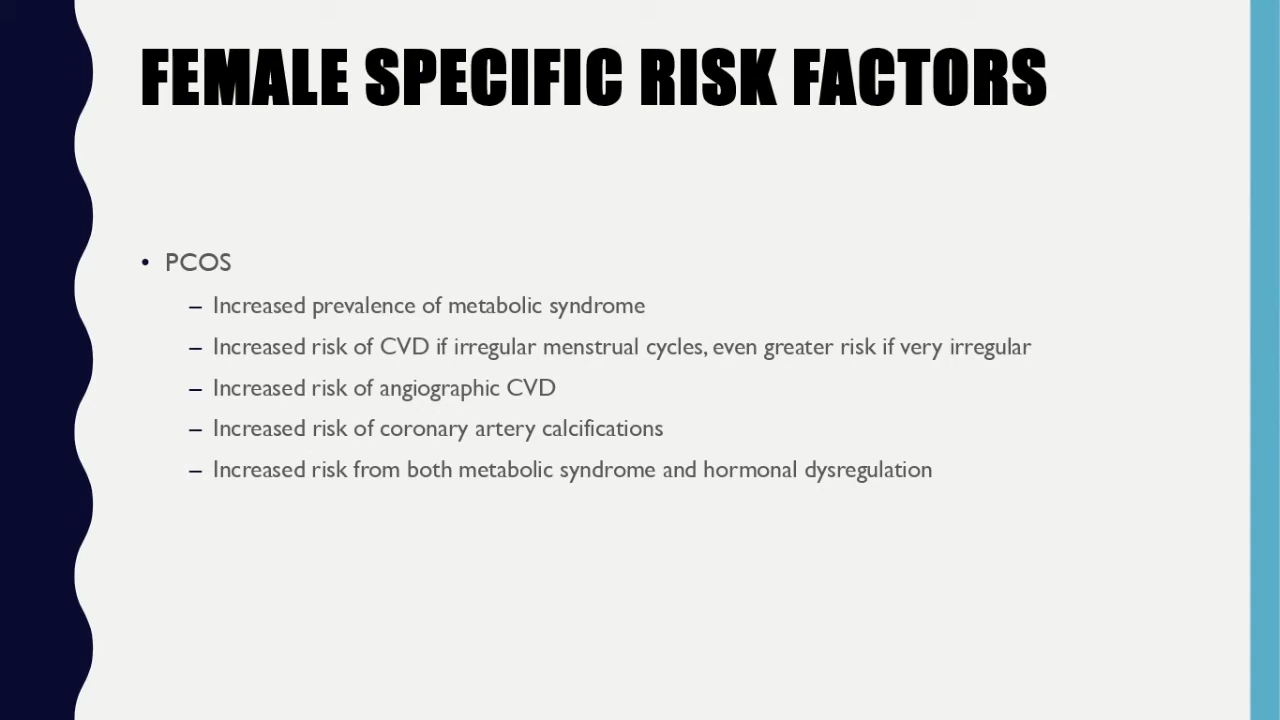 FEMALE SPECIFIC RISK FACTORS
• PCOS
– Increased prevalence of metabolic syndrome
– Increased risk of CVD if irregular menstrual cycles, even greater risk if very irregular
– Increased risk of angiographic CVD
– Increased risk of coronary artery calcifications
– Increased risk from both metabolic syndrome and hormonal dysregulation